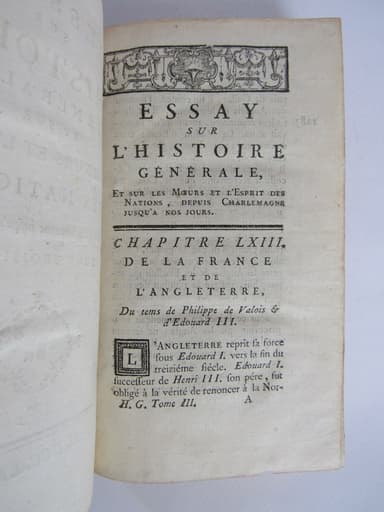 ESSAY
SUR
L'HISTOIRE
GÉNÉRALE,
ET SUR LES MŒURS ET L'ESPRIT DES
NATIONS, DEPUIS CHARLEMAGNE
JUSQU'A NOS JOURS.
CHAPITRE LXIII.
DE LA FRANCE
ET DE
L'ANGLETERRE,
Du tems de Philippe de Valois &
d'Edouard III.
L'ANGLETERRE reprit sa force
sous Edouard I. vers la fin du
treiziéme siécle. Edouard I.
successeur de Henri III. son pére, fut
obligé à la vérité de renoncer à la Nor-
H. G. Tome III. A